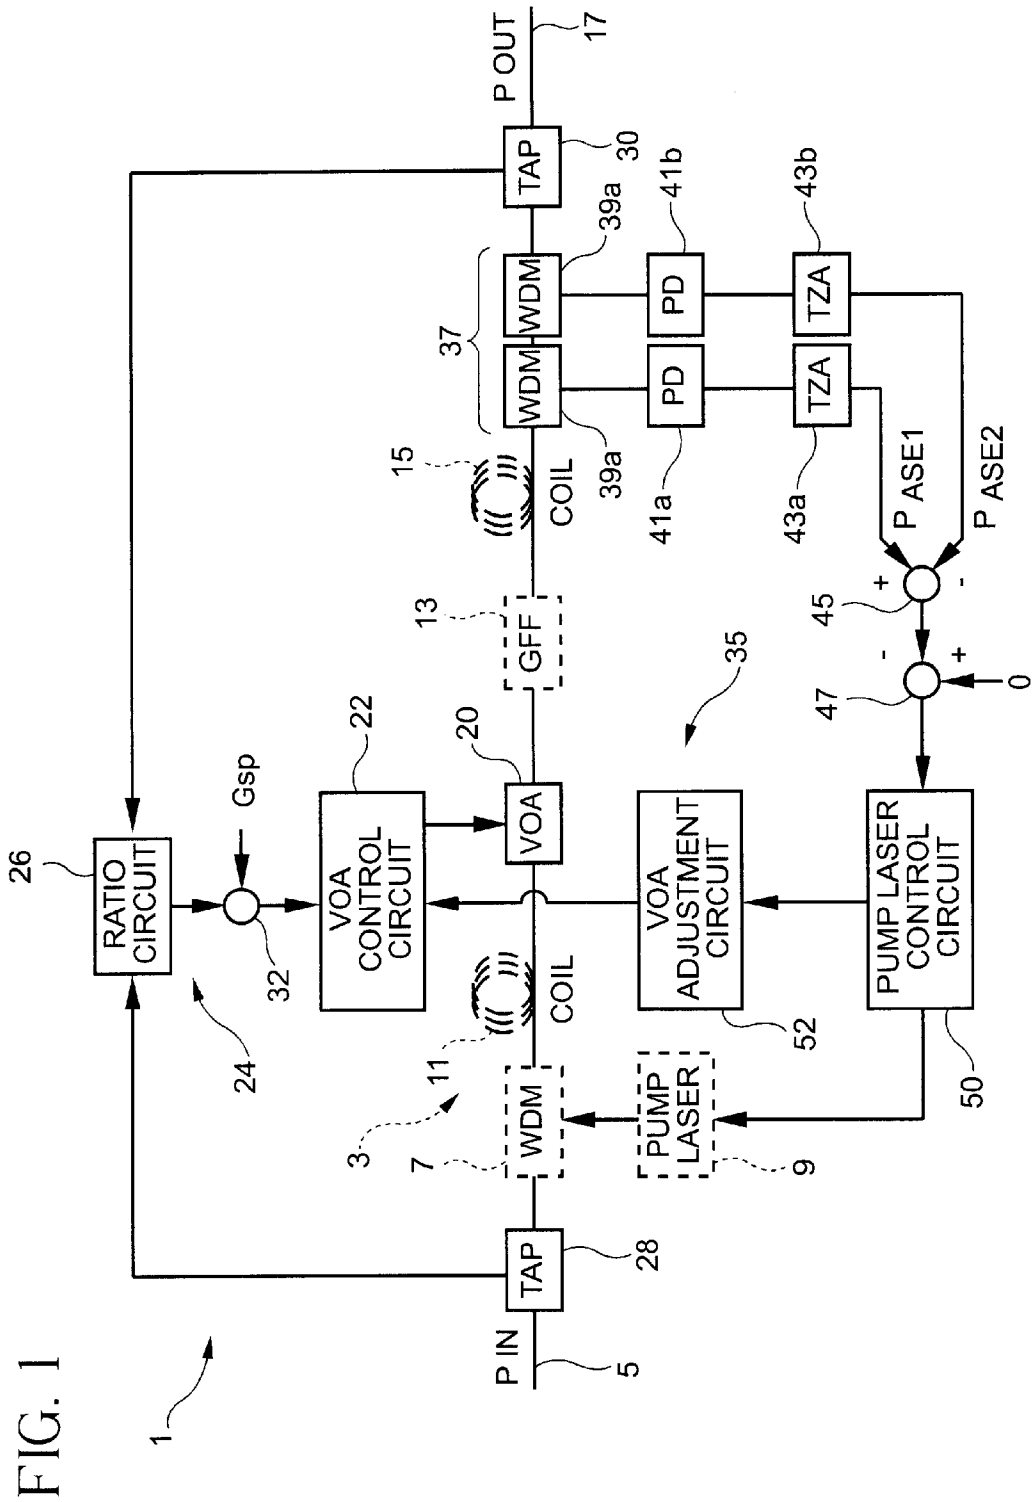 FIG. 1
1
26
RATIO
CIRCUIT
24
32
Gsp
22
VOA
CONTROL
CIRCUIT
P IN
5
TAP
28
3
7
WDM
11
COIL
20
VOA
13
GFF
15
COIL
37
WDM
39a
WDM
39a
TAP
30
P OUT
17
PUMP
LASER
9
VOA
ADJUSTMENT
CIRCUIT
52
35
PD
41a
PD
41b
TZA
43a
TZA
43b
PUMP LASER
CONTROL
CIRCUIT
50
47
-
+
0
45
+
-
P ASE1
P ASE2